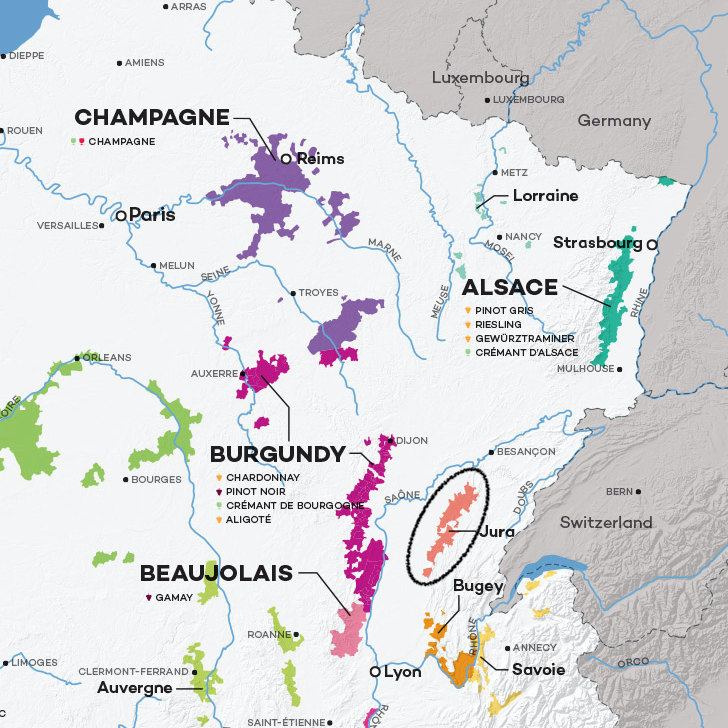 ARRAS
DIEPPE
AMIENS
Luxembourg
LUXEMBOURG
CHAMPAGNE
CHAMPAGNE
Germany
ROUEN
Reims
METZ
Lorraine
Paris
VERSAILLES
NANCY
Strasbourg
MARNE
MOSEL
MELUN
SEINE
ALSACE
PINOT GRIS
RIESLING
GEWÜRZTRAMINER
CRÉMANT D'ALSACE
YONNE
TROYES
MEUSE
RHINE
ORLEANS
AUXERRE
MULHOUSE
OIRE
DIJON
BURGUNDY
CHARDONNAY
PINOT NOIR
CRÉMANT DE BOURGOGNE
ALIGOTÉ
BESANÇON
BOURGES
SAÔNE
DOUBS
BERN
Switzerland
Jura
BEAUJOLAIS
GAMAY
Bugey
ROANNE
RHÔNE
ANNECY
LIMOGES
CLERMONT-FERRAND
Auvergne
Lyon
Savoie
ORCO
C
SAINT-ÉTIENNE
RHO